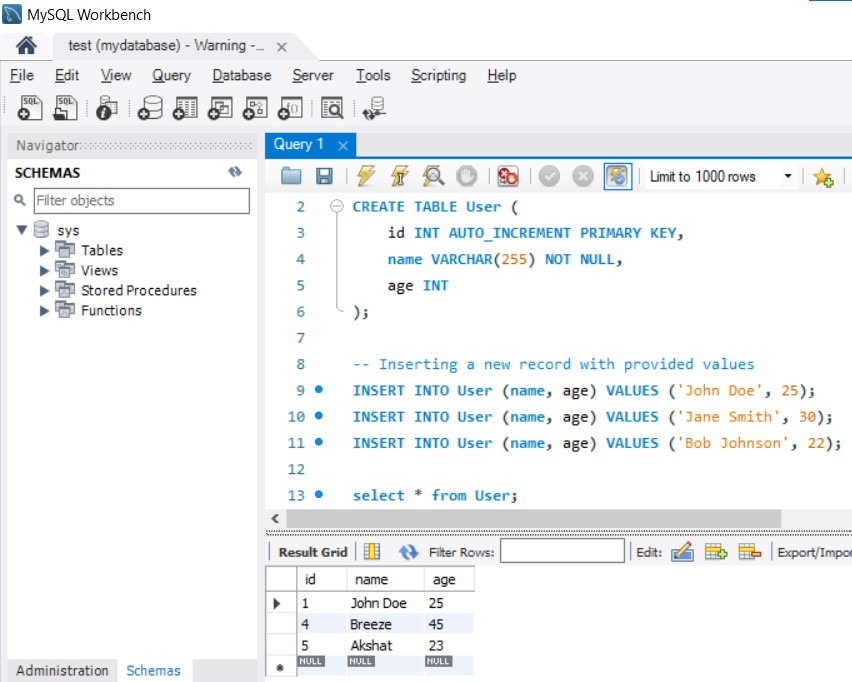 MySQL Workbench
test (mydatabase) - Warning -...
File Edit View Query Database Server Tools Scripting Help
Navigator
SCHEMAS
Filter objects
sys
Tables
Views
Stored Procedures
Functions
Administration Schemas
Query 1
Limit to 1000 rows
2 CREATE TABLE User (
3 id INT AUTO_INCREMENT PRIMARY KEY,
4 name VARCHAR(255) NOT NULL,
5 age INT
6 );
7
8 -- Inserting a new record with provided values
9 INSERT INTO User (name, age) VALUES ('John Doe', 25);
10 INSERT INTO User (name, age) VALUES ('Jane Smith', 30);
11 INSERT INTO User (name, age) VALUES ('Bob Johnson', 22);
12
13 select * from User;
Result Grid Filter Rows: Edit: Export/Impor
id name age
1 John Doe 25
4 Breeze 45
5 Akshat 23
NULL NULL NULL